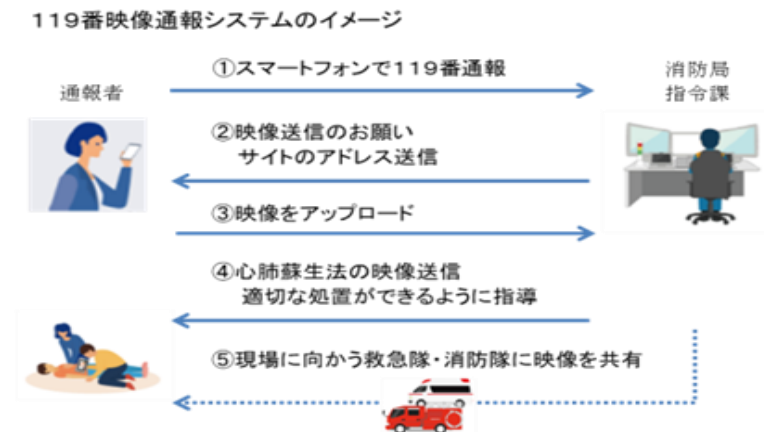 119番映像通報システムのイメージ
①スマートフォンで119番通報
通報者
消防局
指令課
②映像送信のお願い
サイトのアドレス送信
③映像をアップロード
④心肺蘇生法の映像送信
適切な処置ができるように指導
⑤現場に向かう救急隊・消防隊に映像を共有